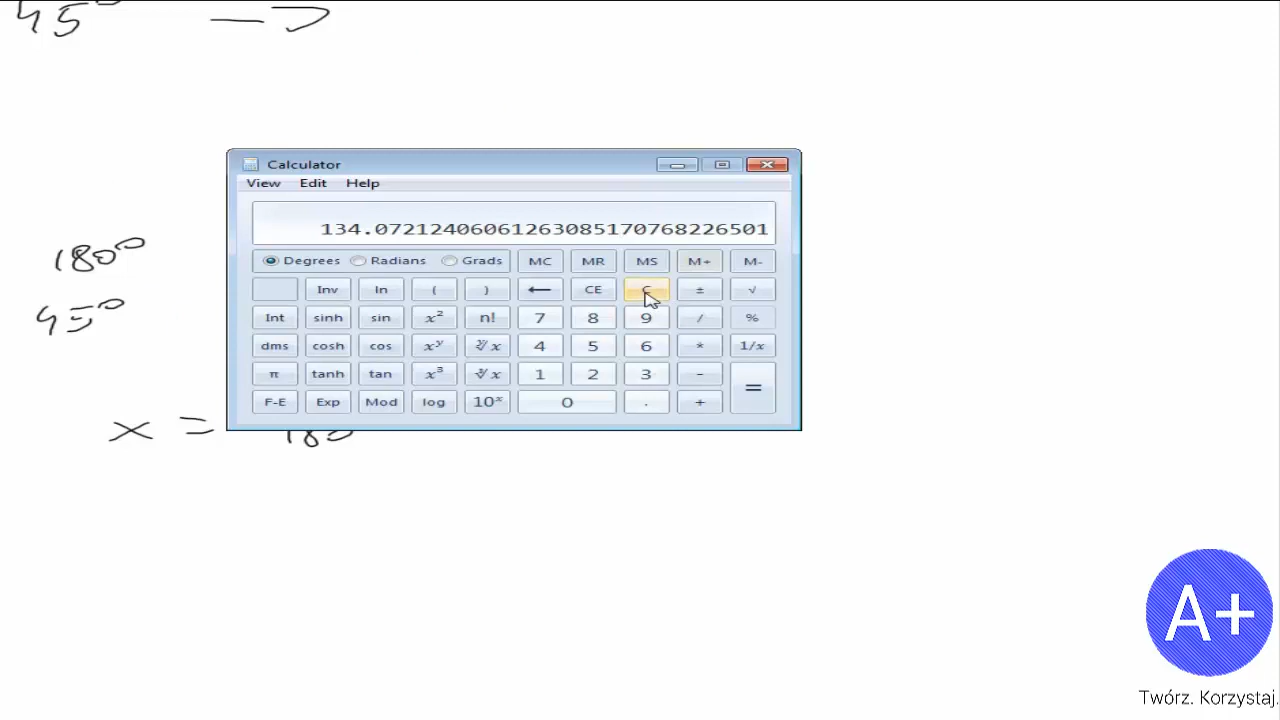 45° →
Calculator
View Edit Help
134.07212406061263085170768226501
Degrees Radians Grads MC MR MS M+ M-
Inv ln ( ) ← CE C ± √
Int sinh sin x² n! 7 8 9 / %
dms cosh cos xʸ ʸ√x 4 5 6 * 1/x
π tanh tan x³ ³√x 1 2 3 - =
F-E Exp Mod log 10ˣ 0 . +
180°
45°
x = 180
A+
Twórz. Korzystaj.